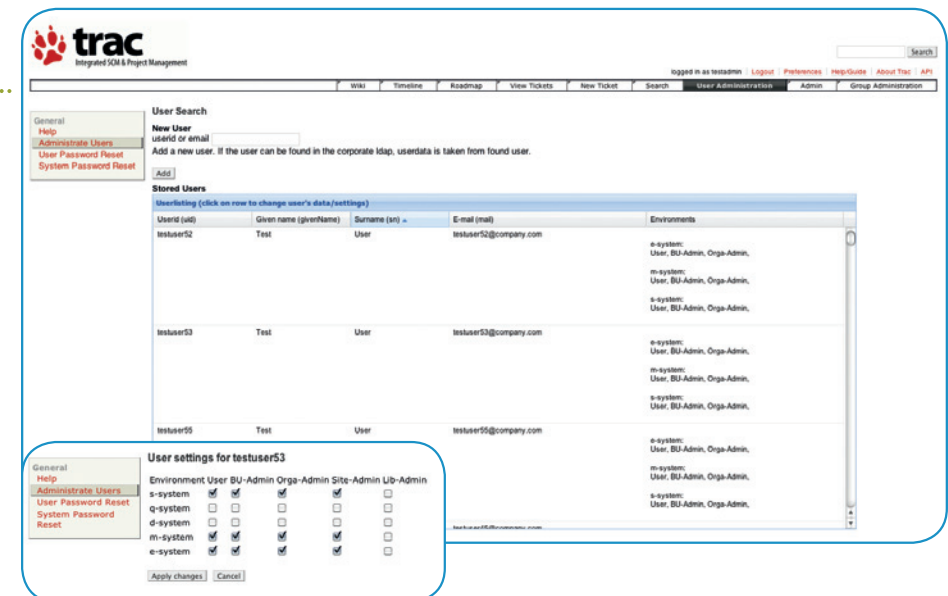 trac
Integrated SCM & Project Management
Search
logged in as testadmin | Logout | Preferences | Help/Guide | About Trac | API
Wiki Timeline Roadmap View Tickets New Ticket Search User Administration Admin Group Administration
General
Help
Administrate Users
User Password Reset
System Password Reset
User Search
New User
userid or email
Add a new user. If the user can be found in the corporate ldap, userdata is taken from found user.
Add
Stored Users
Userlisting (click on row to change user's data/settings)
Userid (uid) Given name (givenName) Surname (sn) E-mail (mail) Environments
testuser52 Test User testuser52@company.com
e-system:
User, BU-Admin, Orga-Admin,
m-system:
User, BU-Admin, Orga-Admin,
s-system:
User, BU-Admin, Orga-Admin,
testuser53 Test User testuser53@company.com
e-system:
User, BU-Admin, Orga-Admin,
m-system:
User, BU-Admin, Orga-Admin,
s-system:
User, BU-Admin, Orga-Admin,
testuser55 Test User testuser55@company.com
e-system:
User, BU-Admin, Orga-Admin,
m-system:
User, BU-Admin, Orga-Admin,
s-system:
User, BU-Admin, Orga-Admin,
General
Help
Administrate Users
User Password Reset
System Password
Reset
User settings for testuser53
Environment User BU-Admin Orga-Admin Site-Admin Lib-Admin
s-system
q-system
d-system
m-system
e-system
Apply changes Cancel